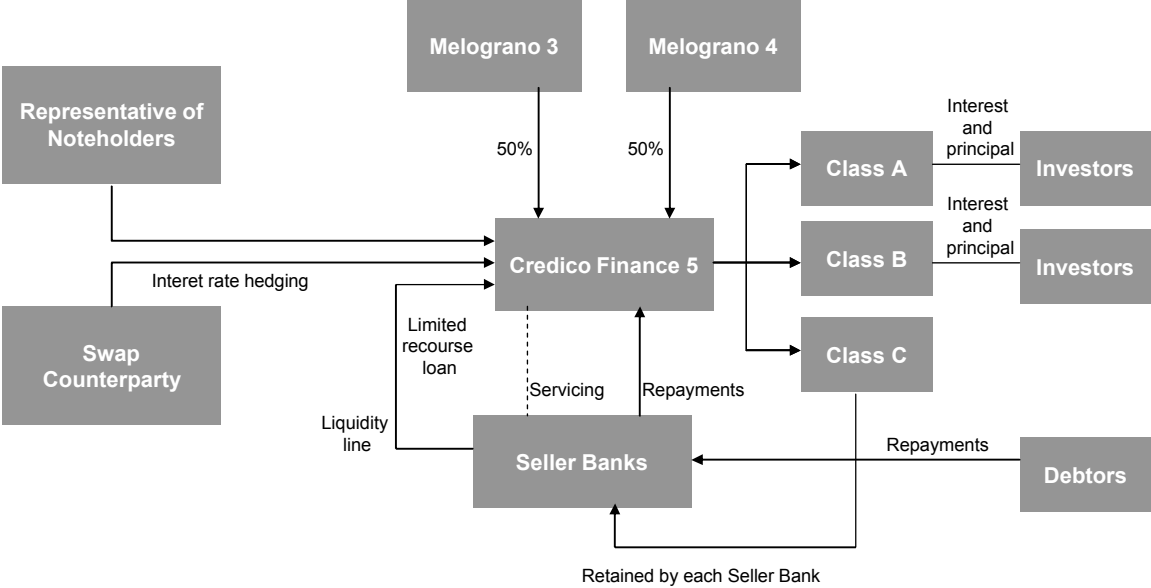 Melograno 3
Melograno 4
Representative of
Noteholders
50%
50%
Interest
and
principal
Class A
Investors
Interest
and
principal
Class B
Investors
Credico Finance 5
Interet rate hedging
Swap
Counterparty
Limited
recourse
loan
Class C
Servicing
Repayments
Liquidity
line
Seller Banks
Repayments
Debtors
Retained by each Seller Bank